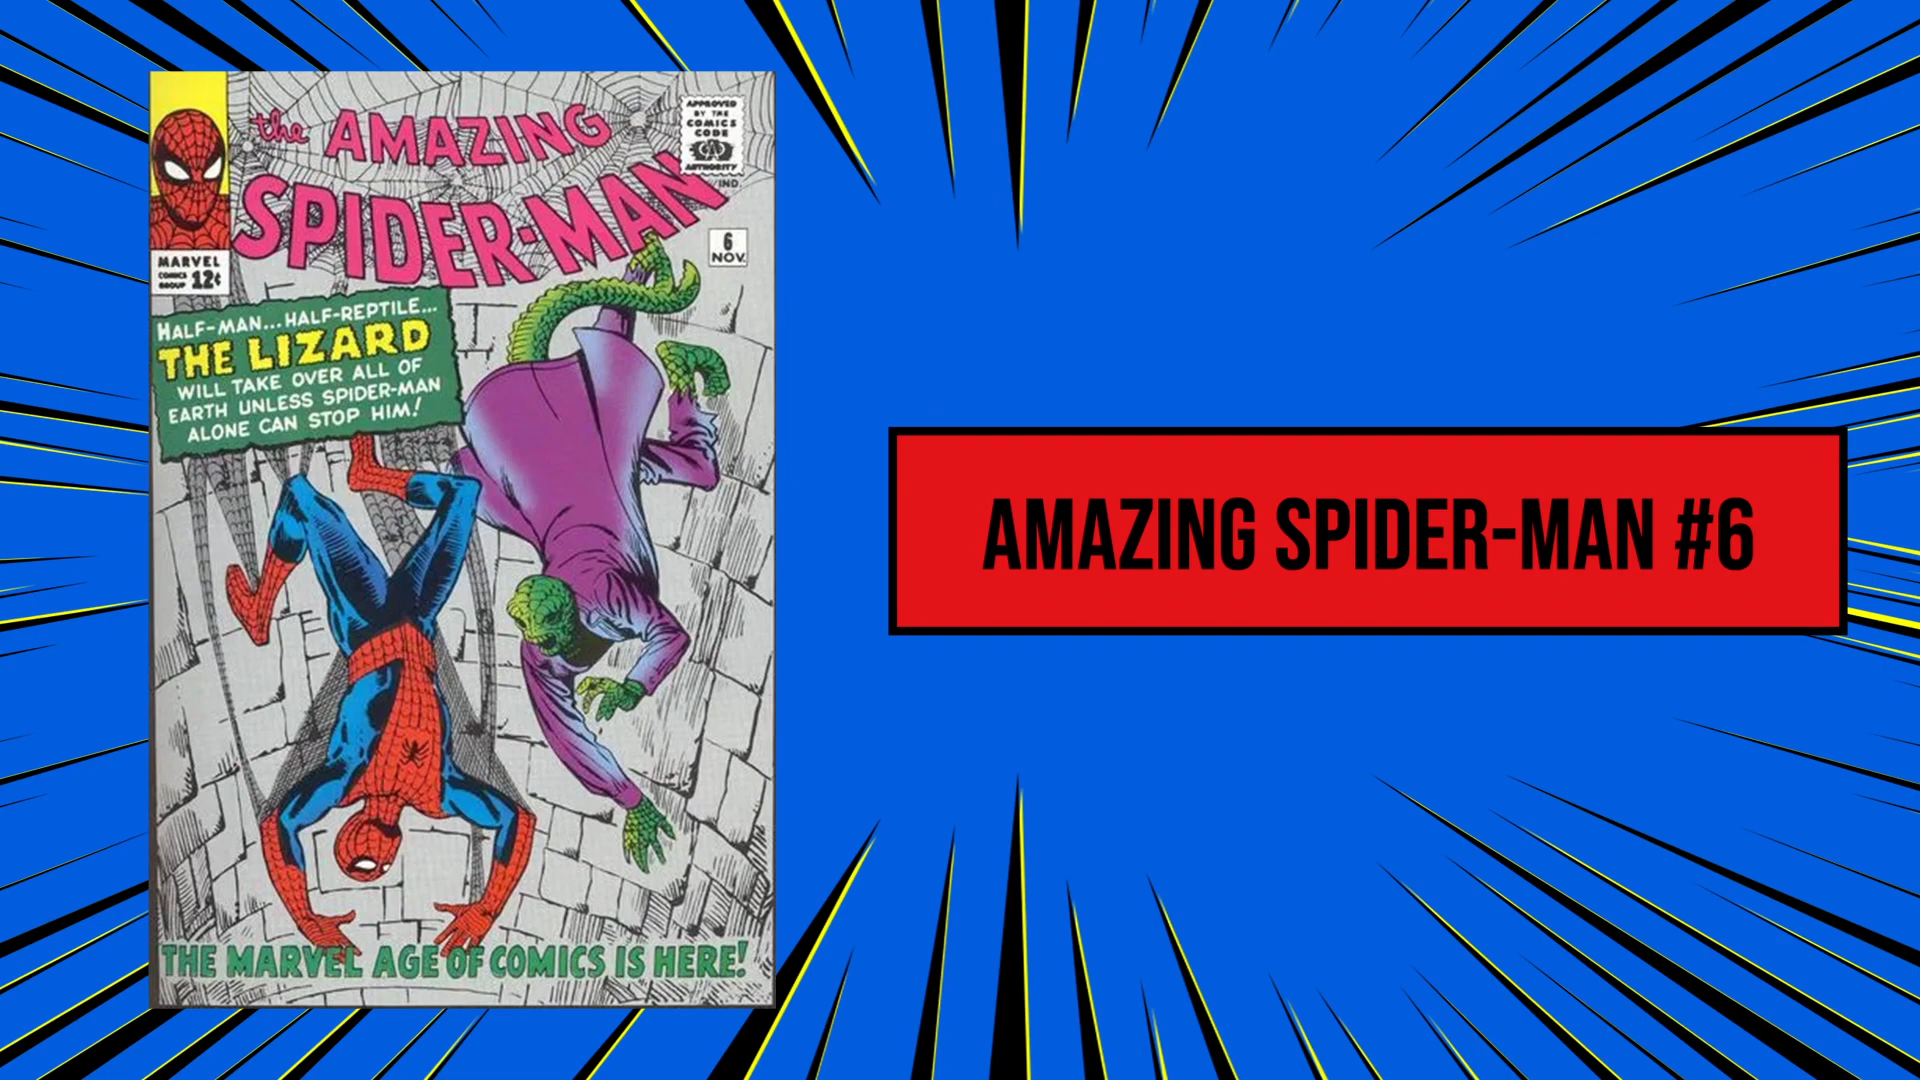 the AMAZING
SPIDER-MAN
APPROVED
BY THE
COMICS
CODE
CA
AUTHORITY
IND.
6
NOV.
MARVEL
COMICS
GROUP 12¢
HALF-MAN...HALF-REPTILE...
THE LIZARD
WILL TAKE OVER ALL OF
EARTH UNLESS SPIDER-MAN
ALONE CAN STOP HIM!
THE MARVEL AGE OF COMICS IS HERE!
AMAZING SPIDER-MAN #6